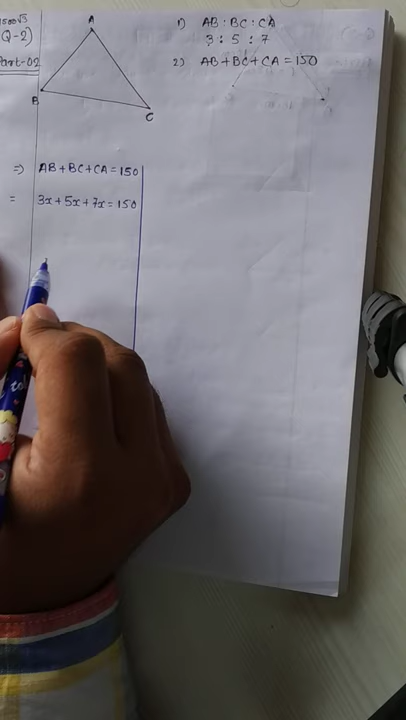 1500√3
(Q-2)
Part-02
A
B
C
1) AB : BC : CA
3 : 5 : 7
2) AB + BC + CA = 150
=> AB + BC + CA = 150
= 3x + 5x + 7x = 150